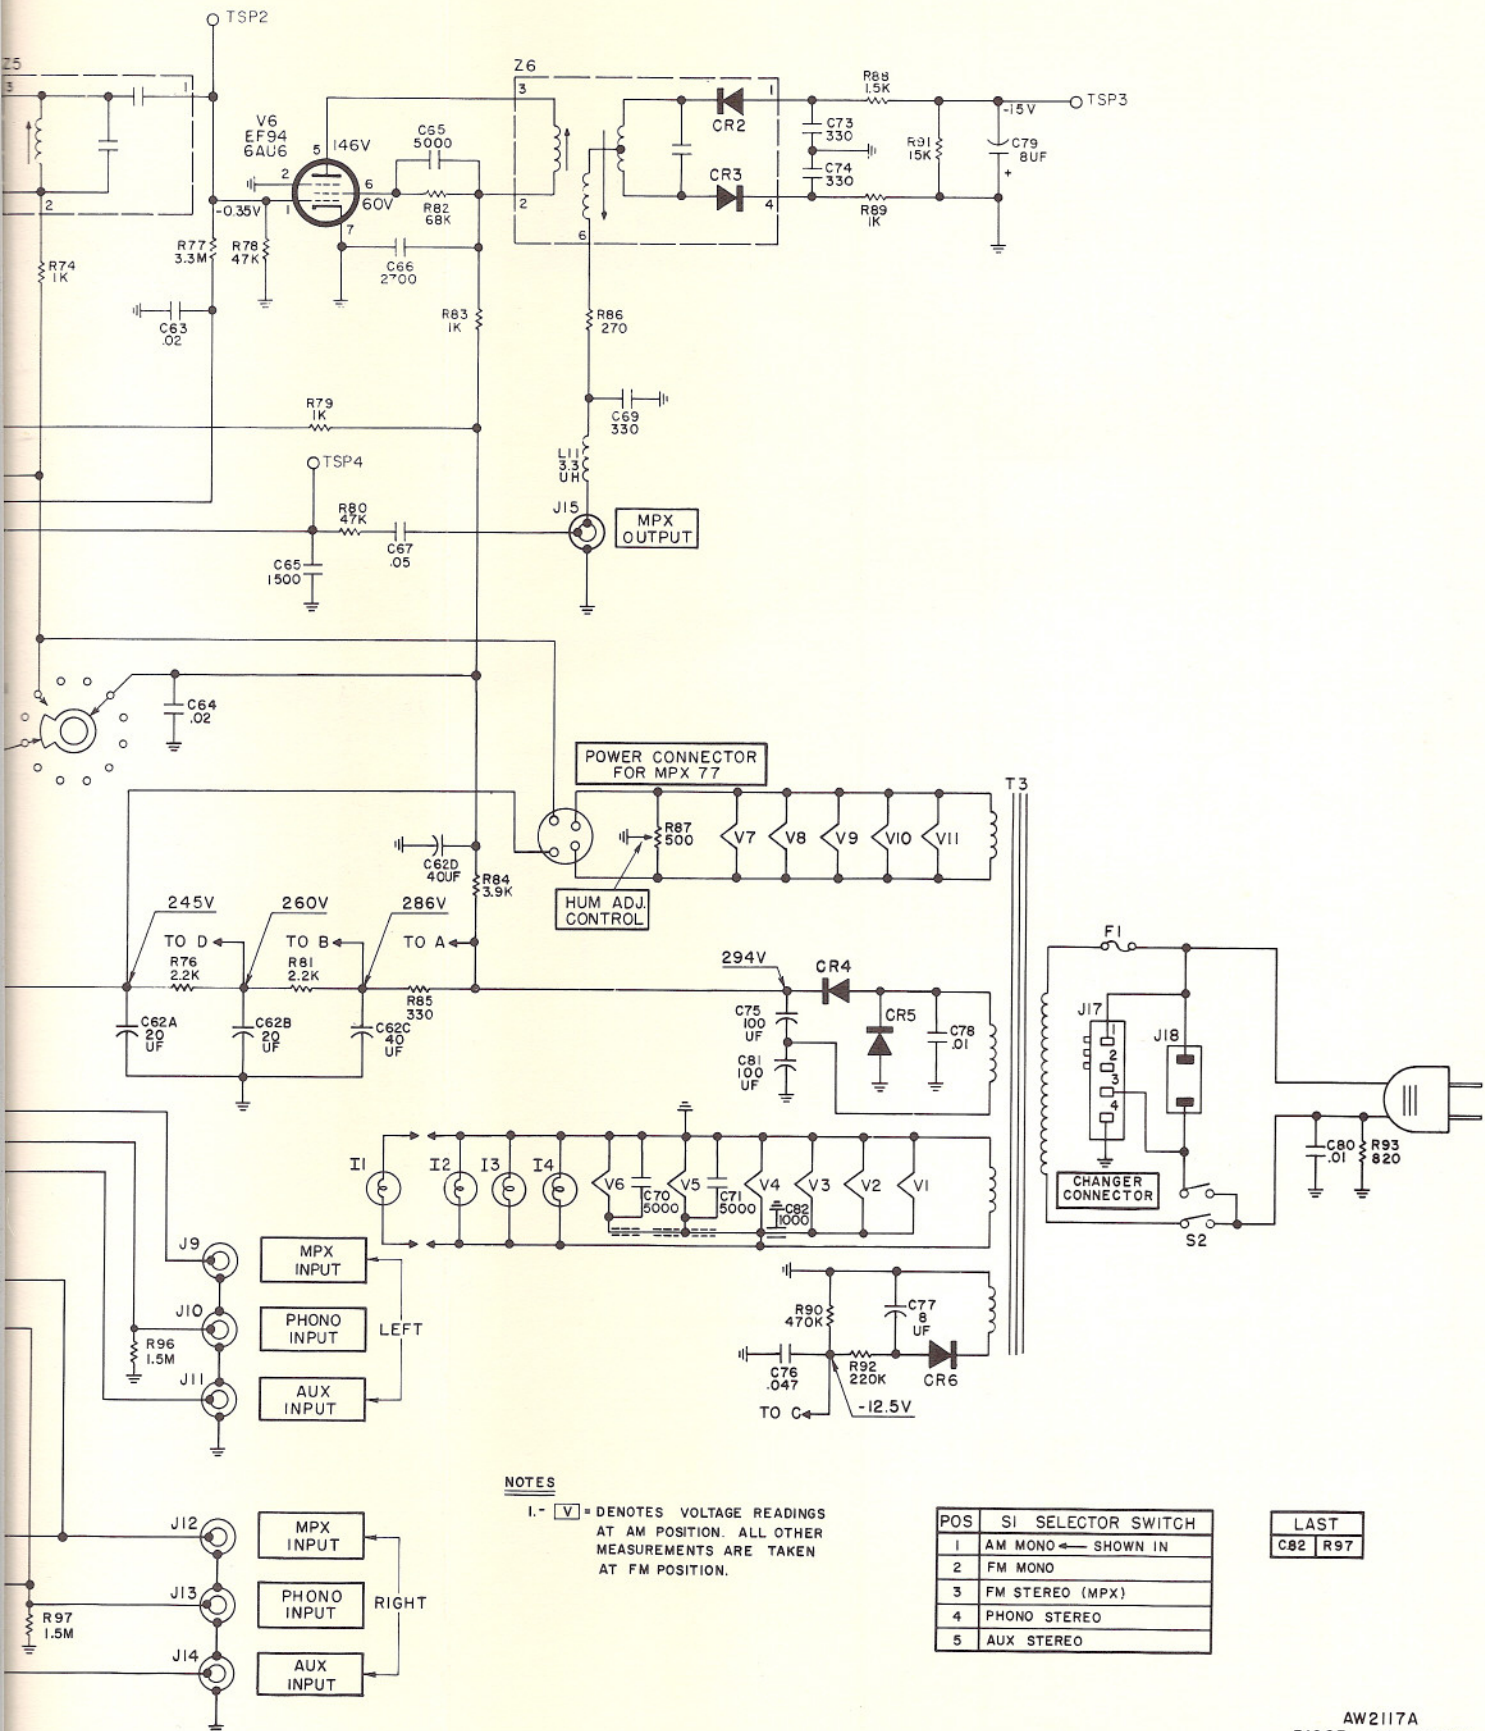 TSP2
Z5
3
1
2
V6
EF94
6AU6
5
146V
2
1
6
60V
7
-0.35V
C65
5000
R82
68K
C66
2700
R77
3.3M
R78
47K
R74
1K
C63
.02
R83
1K
Z6
3
1
2
4
6
CR2
CR3
C73
330
C74
330
R88
1.5K
R89
1K
R91
15K
-15V
C79
8UF
+
TSP3
R86
270
C69
330
R79
1K
TSP4
L11
3.3
UH
J15
MPX
OUTPUT
R80
47K
C67
.05
C65
1500
C64
.02
POWER CONNECTOR
FOR MPX 77
T3
R87
500
V7
V8
V9
V10
V11
C62D
40UF
R84
3.9K
HUM ADJ.
CONTROL
245V
260V
286V
TO D
TO B
TO A
R76
2.2K
R81
2.2K
R85
330
C62A
20
UF
C62B
20
UF
C62C
40
UF
294V
CR4
C75
100
UF
CR5
C78
.01
C81
100
UF
F1
J17
1
2
3
4
J18
CHANGER
CONNECTOR
S2
C80
.01
R93
820
I1
I2
I3
I4
V6
C70
5000
V5
C71
5000
V4
C82
1000
V3
V2
V1
J9
MPX
INPUT
J10
PHONO
INPUT
LEFT
R96
1.5M
J11
AUX
INPUT
R90
470K
C77
8
UF
C76
.047
R92
220K
CR6
TO C
-12.5V
NOTES
1.- V = DENOTES VOLTAGE READINGS
AT AM POSITION. ALL OTHER
MEASUREMENTS ARE TAKEN
AT FM POSITION.
J12
MPX
INPUT
J13
PHONO
INPUT
RIGHT
R97
1.5M
J14
AUX
INPUT
POS S1 SELECTOR SWITCH
1 AM MONO SHOWN IN
2 FM MONO
3 FM STEREO (MPX)
4 PHONO STEREO
5 AUX STEREO
LAST
C82 R97
AW2117A